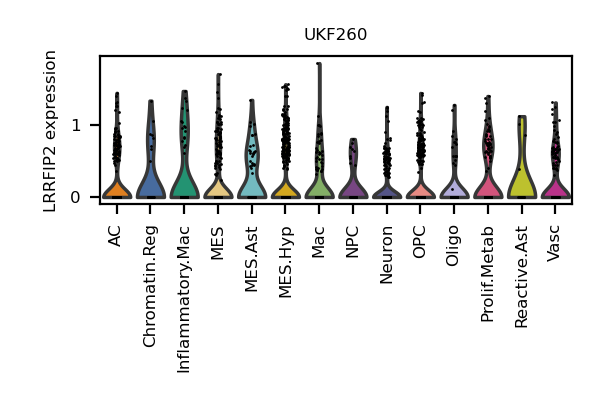 UKF260
LRRFIP2 expression
1
0
AC
Chromatin.Reg
Inflammatory.Mac
MES
MES.Ast
MES.Hyp
Mac
NPC
Neuron
OPC
Oligo
Prolif.Metab
Reactive.Ast
Vasc